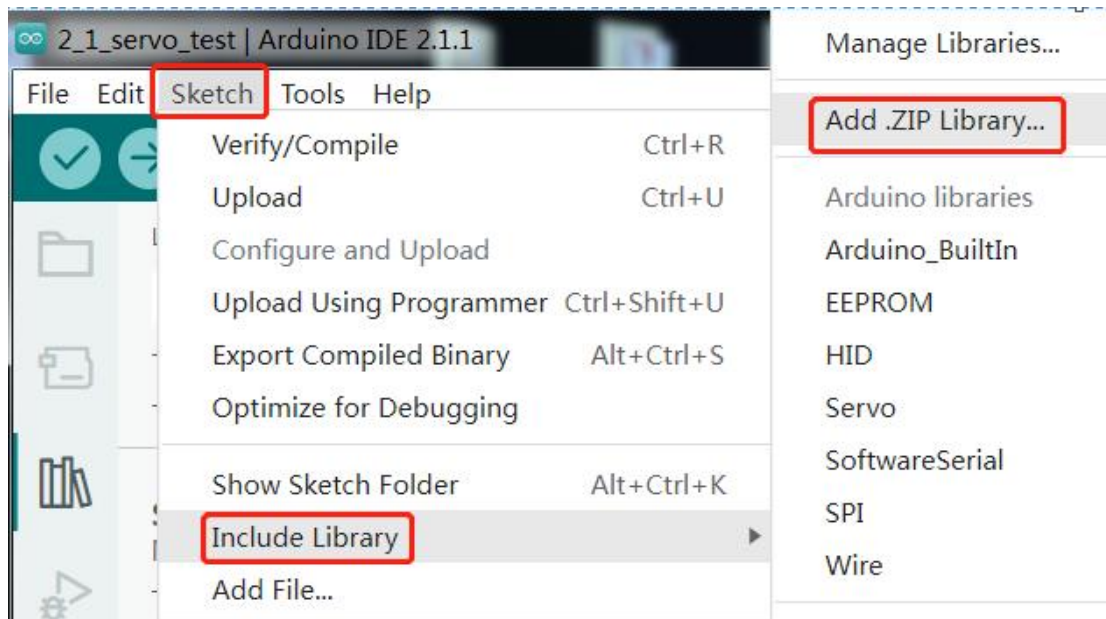 2_1_servo_test | Arduino IDE 2.1.1
File Edit Sketch Tools Help
Verify/Compile Ctrl+R
Upload Ctrl+U
Configure and Upload
Upload Using Programmer Ctrl+Shift+U
Export Compiled Binary Alt+Ctrl+S
Optimize for Debugging
Show Sketch Folder Alt+Ctrl+K
Include Library
Add File...
Manage Libraries...
Add .ZIP Library...
Arduino libraries
Arduino_BuiltIn
EEPROM
HID
Servo
SoftwareSerial
SPI
Wire